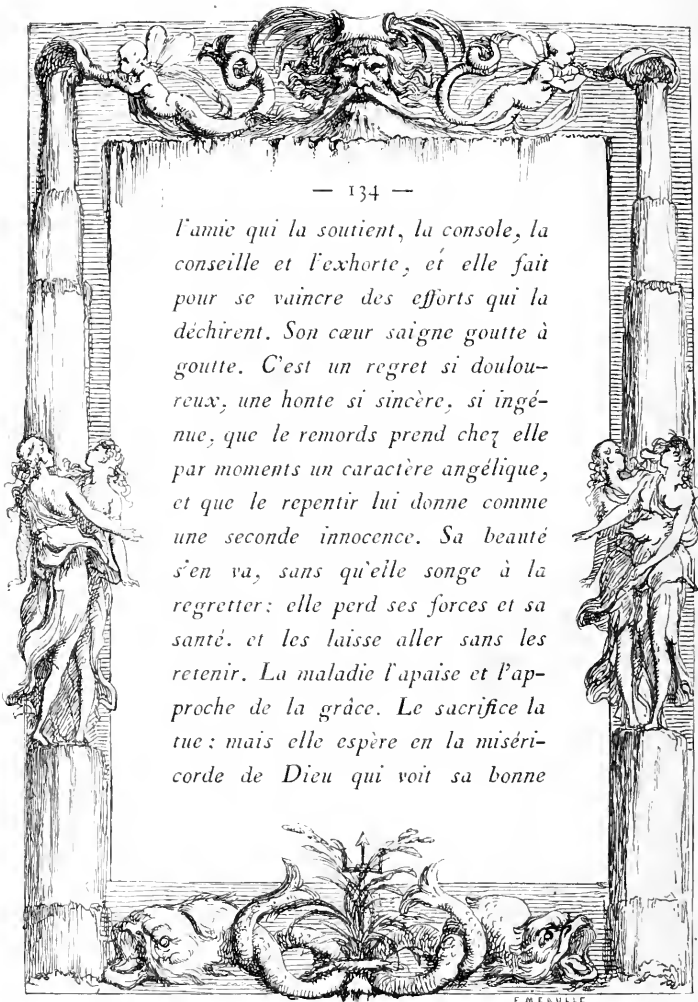 — 134 —
l'amie qui la soutient, la console, la
conseille et l'exhorte, et elle fait
pour se vaincre des efforts qui la
déchirent. Son cœur saigne goutte à
goutte. C'est un regret si doulou-
reux, une honte si sincère, si ingé-
nue, que le remords prend chez elle
par moments un caractère angélique,
et que le repentir lui donne comme
une seconde innocence. Sa beauté
s'en va, sans qu'elle songe à la
regretter: elle perd ses forces et sa
santé. et les laisse aller sans les
retenir. La maladie l'apaise et l'ap-
proche de la grâce. Le sacrifice la
tue: mais elle espère en la miséri-
corde de Dieu qui voit sa bonne